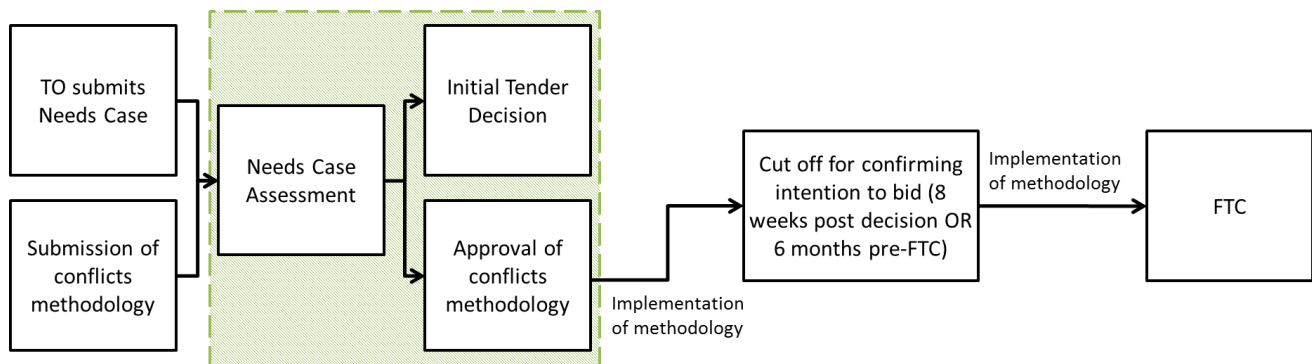 TO submits
Needs Case
Submission of
conflicts
methodology
Needs Case
Assessment
Initial Tender
Decision
Approval of
conflicts
methodology
Implementation
of methodology
Cut off for confirming
intention to bid (8
weeks post decision OR
6 months pre-FTC)
Implementation
of methodology
FTC